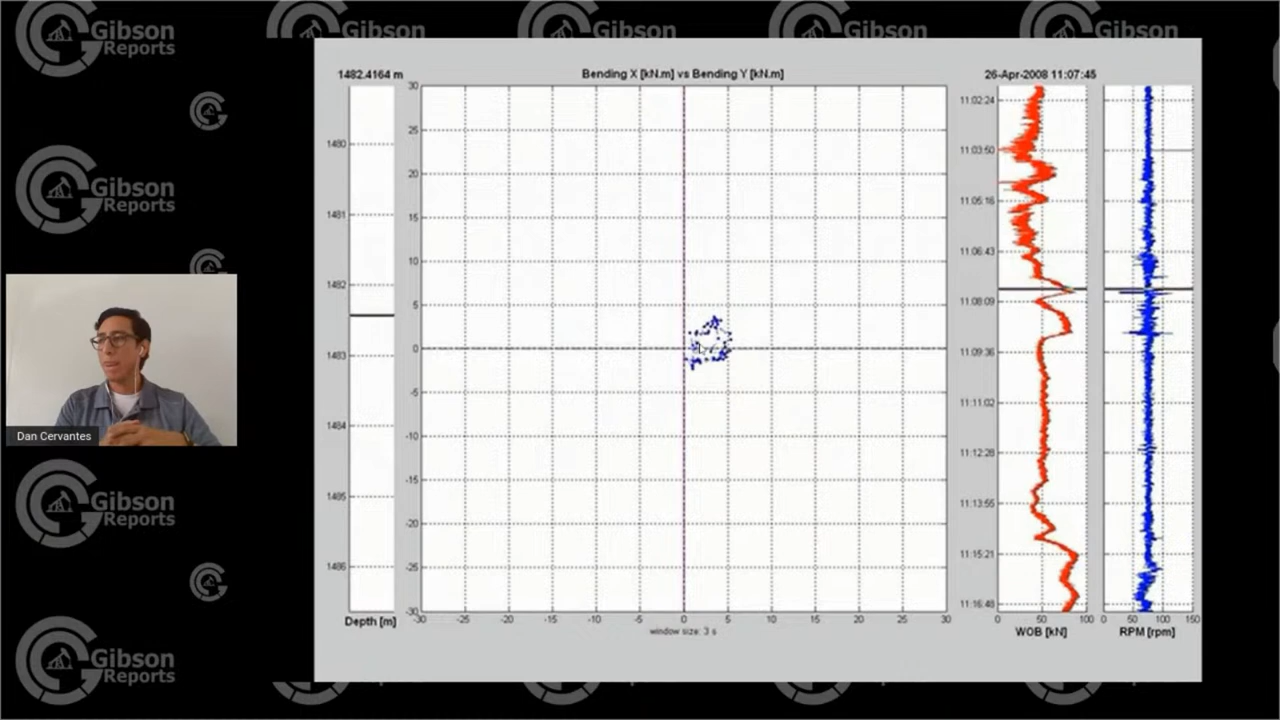 Gibson
Reports
Gibson
Gibson
Gibson
Gibson
1482.4164 m
Bending X [kN.m] vs Bending Y [kN.m]
26-Apr-2008 11:07:45
1480
1481
1482
1483
1484
1485
1486
Depth [m]
30
25
20
15
10
5
0
-5
-10
-15
-20
-25
-30
-30 -25 -20 -15 -10 -5 0 5 10 15 20 25 30
window size: 3 s
11:02:24
11:03:50
11:05:16
11:06:43
11:08:09
11:09:36
11:11:02
11:12:28
11:13:55
11:15:21
11:16:48
0 50 100
WOB [kN]
0 50 100 150
RPM [rpm]
Gibson
Reports
Dan Cervantes
Gibson
Reports
Gibson
Reports